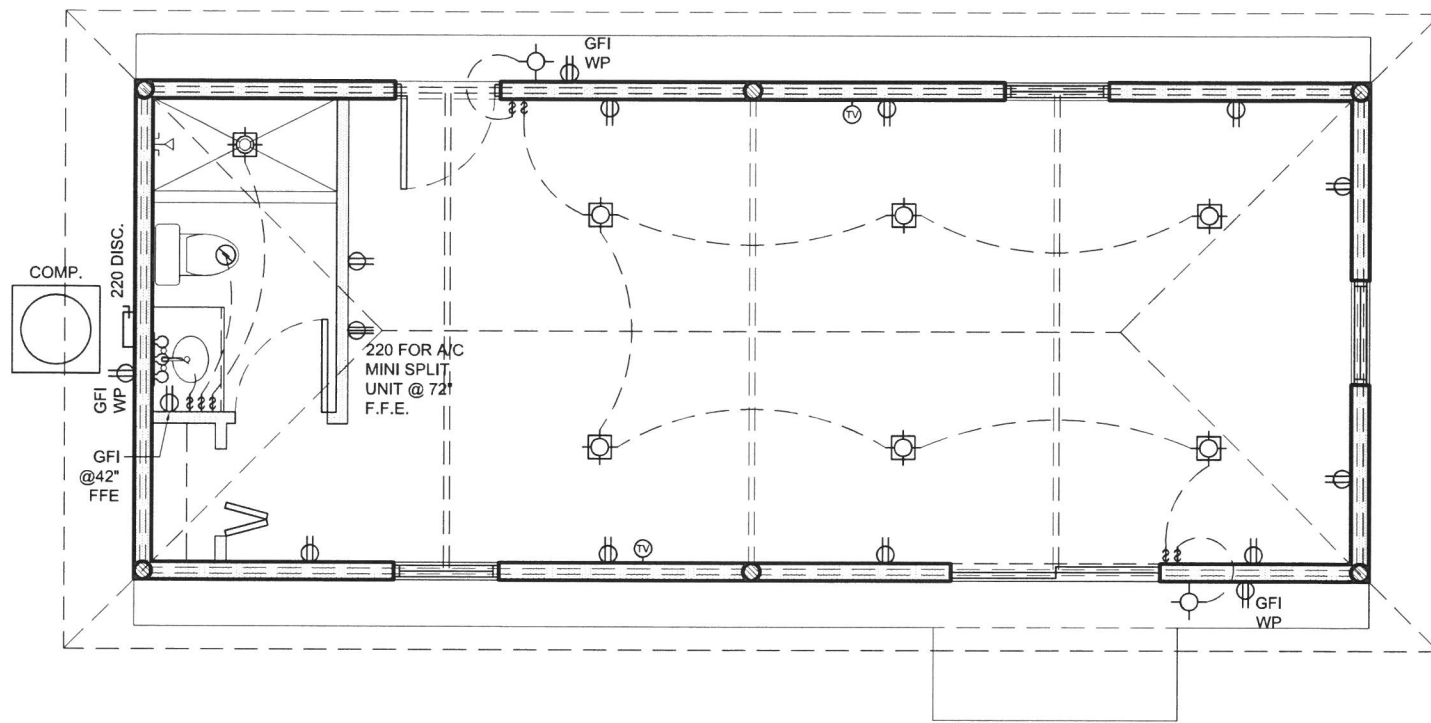 GFI
WP
TV
220 DISC.
COMP.
220 FOR A/C
MINI SPLIT
UNIT @ 72"
F.F.E.
GFI
WP
GFI
@42"
FFE
TV
GFI
WP